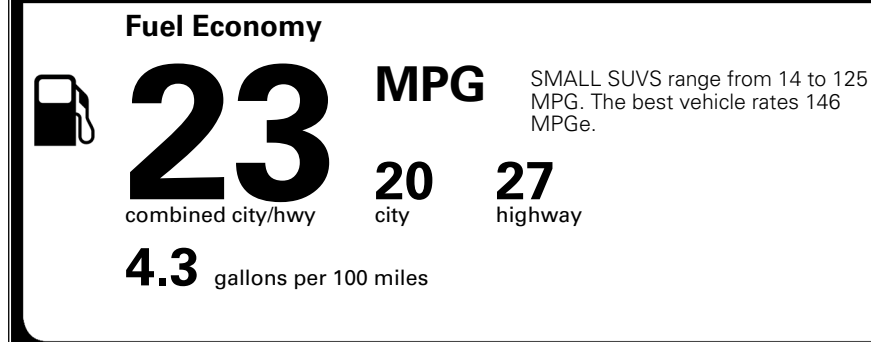 Fuel Economy
23
MPG
SMALL SUVS range from 14 to 125
MPG. The best vehicle rates 146
MPGe.
combined city/hwy
20
city
27
highway
4.3 gallons per 100 miles